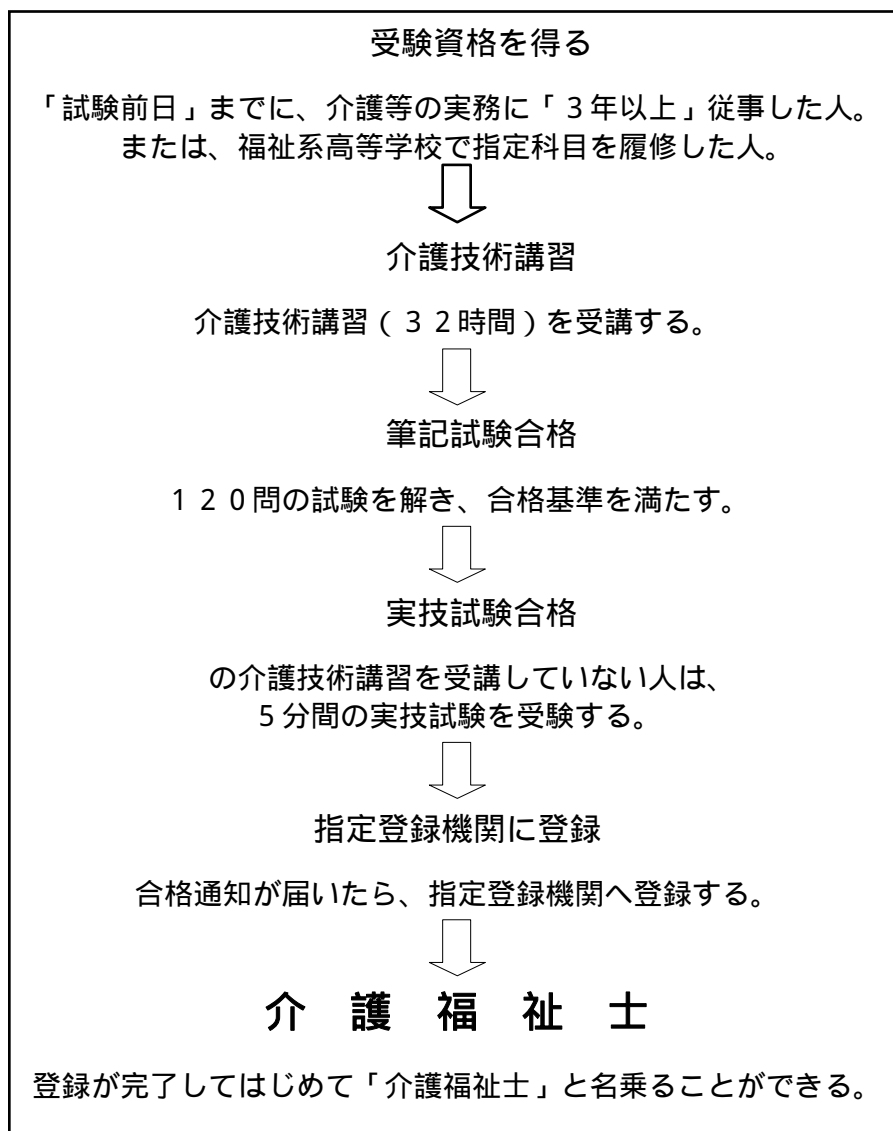 受験資格を得る
「試験前日」までに、介護等の実務に「３年以上」従事した人。
または、福祉系高等学校で指定科目を履修した人。
介護技術講習
介護技術講習（３２時間）を受講する。
筆記試験合格
１２０問の試験を解き、合格基準を満たす。
実技試験合格
の介護技術講習を受講していない人は、
５分間の実技試験を受験する。
指定登録機関に登録
合格通知が届いたら、指定登録機関へ登録する。
介　護　福　祉　士
登録が完了してはじめて「介護福祉士」と名乗ることができる。